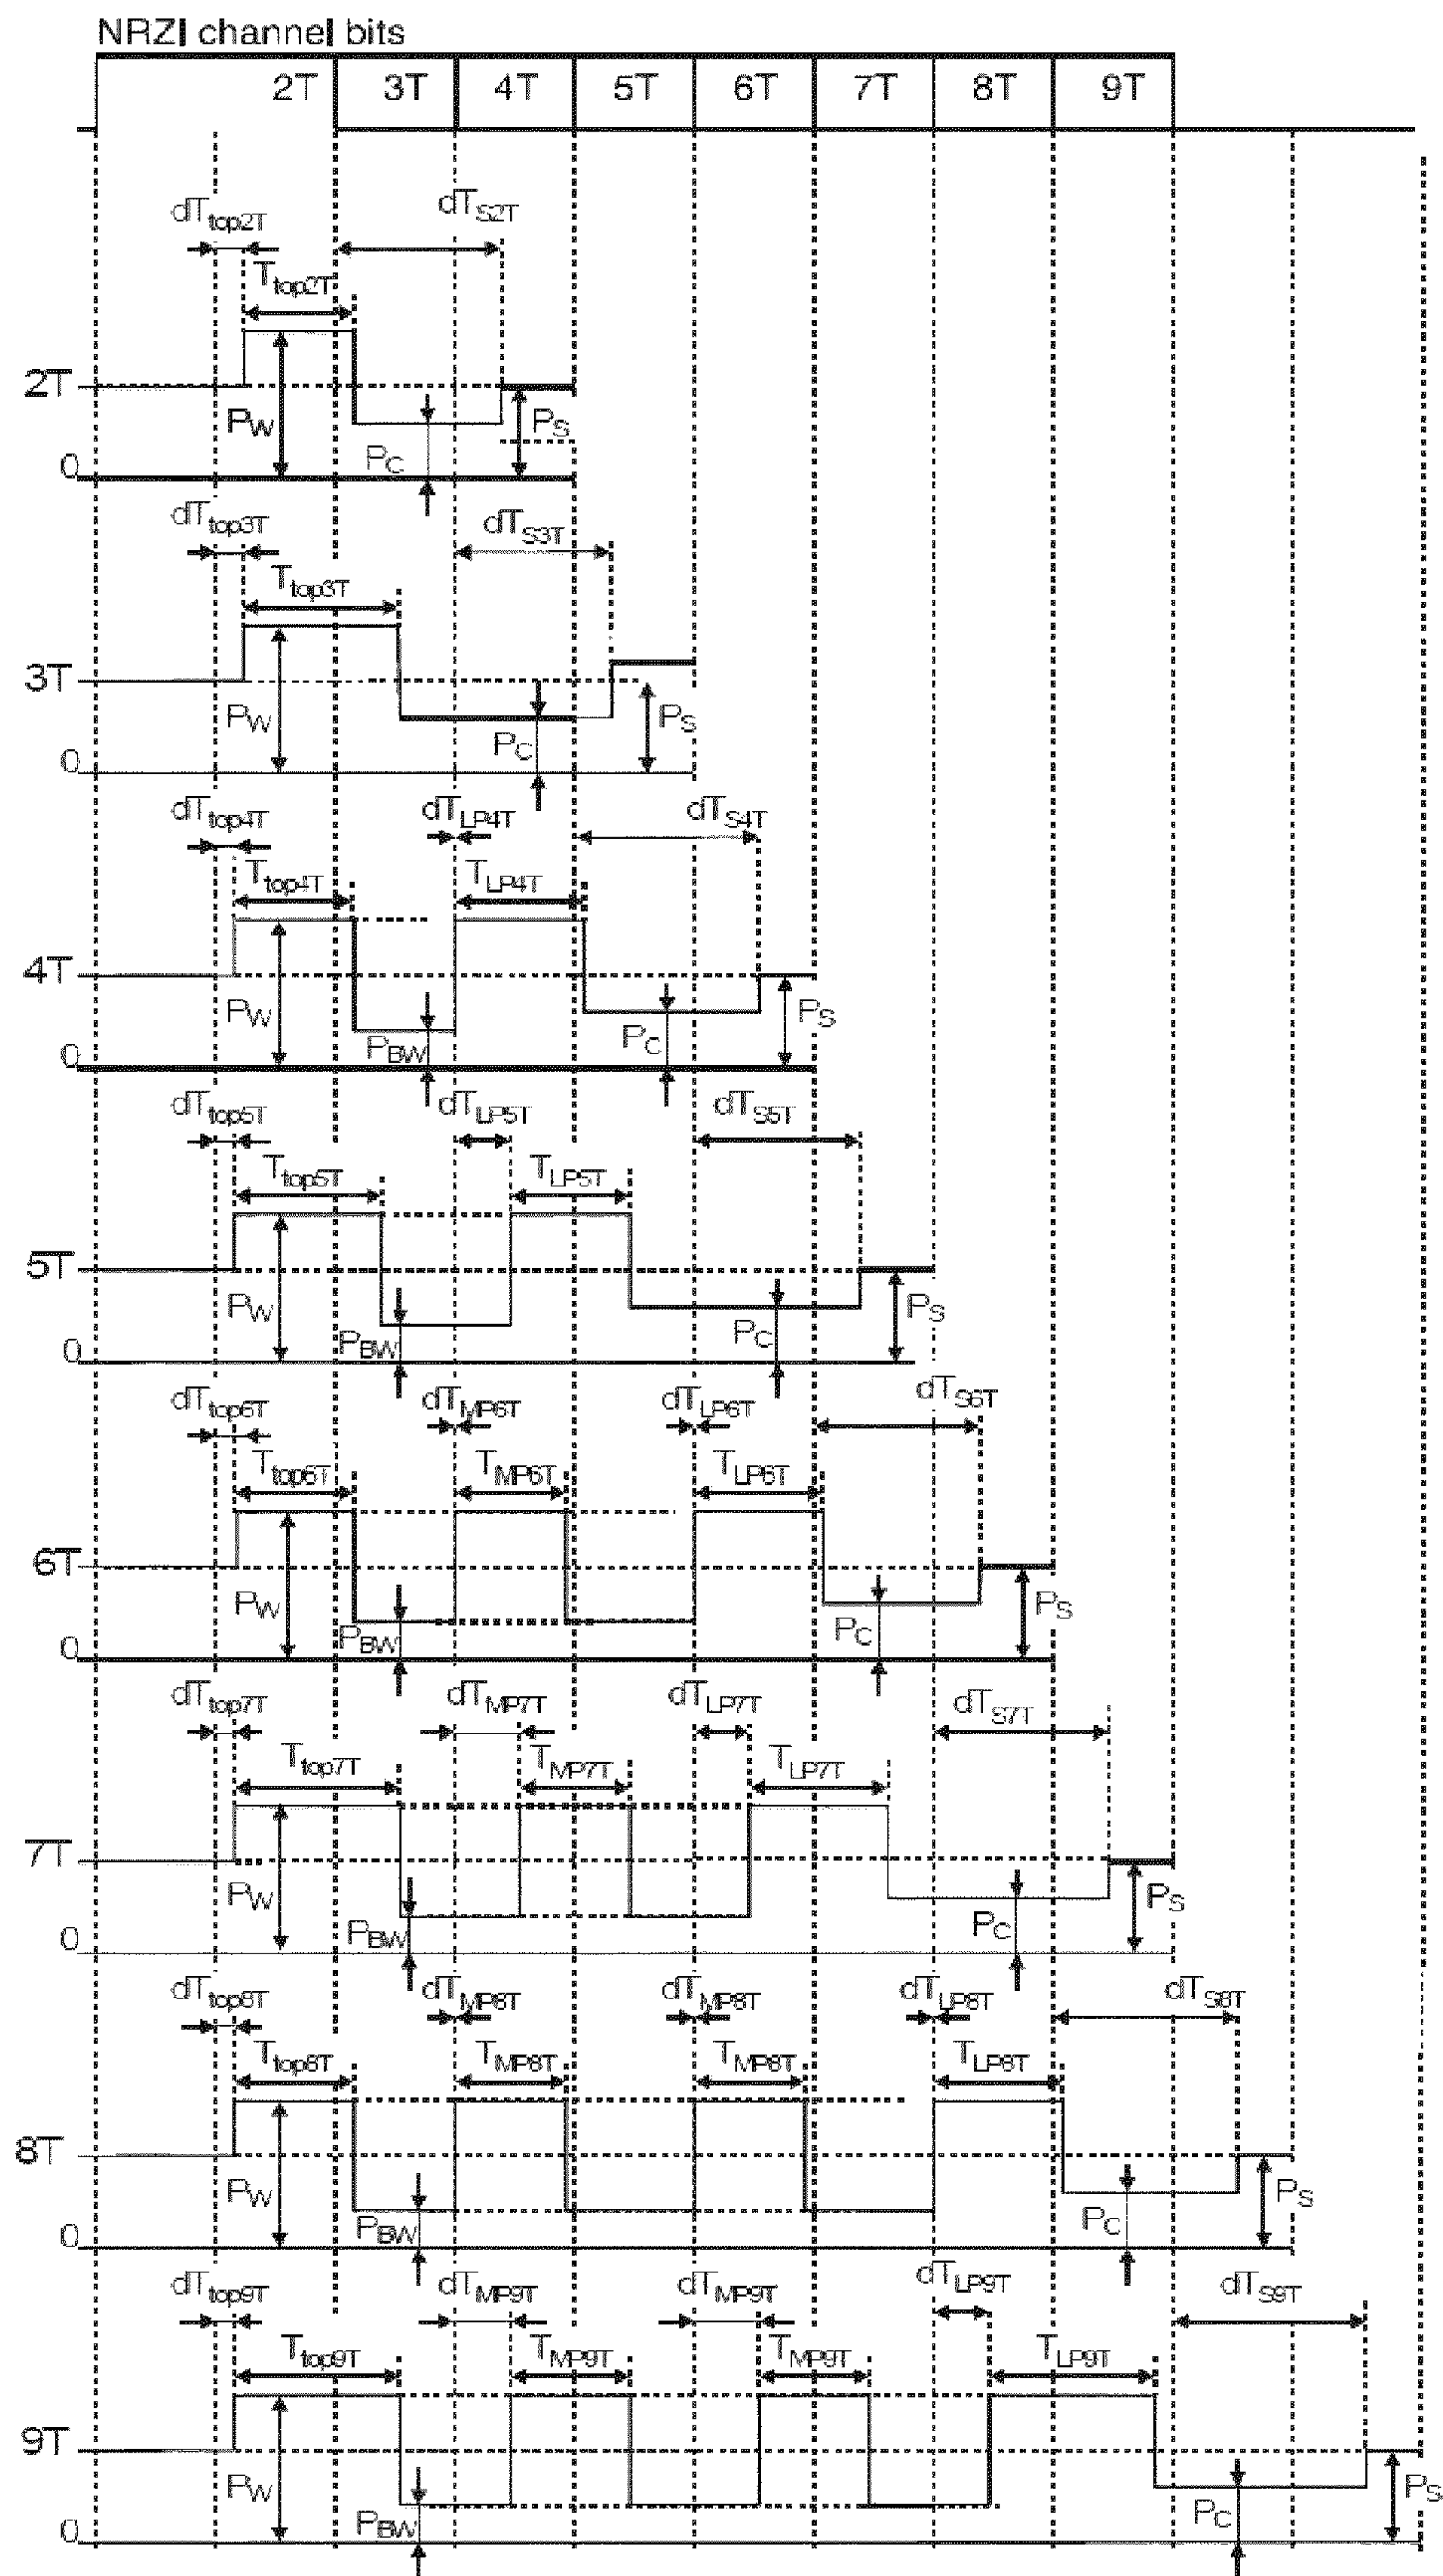 NRZI channel bits
2T 3T 4T 5T 6T 7T 8T 9T
dTtop2T dTS2T
Ttop2T
2T
PW PS
PC
0
dTtop3T dTS3T
Ttop3T
3T
PW PS
PC
0
dTtop4T dTLP4T dTS4T
Ttop4T TLP4T
4T
PW PS
PBW PC
0
dTtop5T dTLP5T dTS5T
Ttop5T TLP5T
5T
PW PS
PBW PC
0
dTtop6T dTMP6T dTLP6T dTS6T
Ttop6T TMP6T TLP6T
6T
PW PS
PBW PC
0
dTtop7T dTMP7T dTLP7T dTS7T
Ttop7T TMP7T TLP7T
7T
PW PS
PBW PC
0
dTtop8T dTMP8T dTMP8T dTLP8T dTS8T
Ttop8T TMP8T TMP8T TLP8T
8T
PW PS
PBW PC
0
dTtop9T dTMP9T dTMP9T dTLP9T dTS9T
Ttop9T TMP9T TMP9T TLP9T
9T
PW PS
PBW PC
0